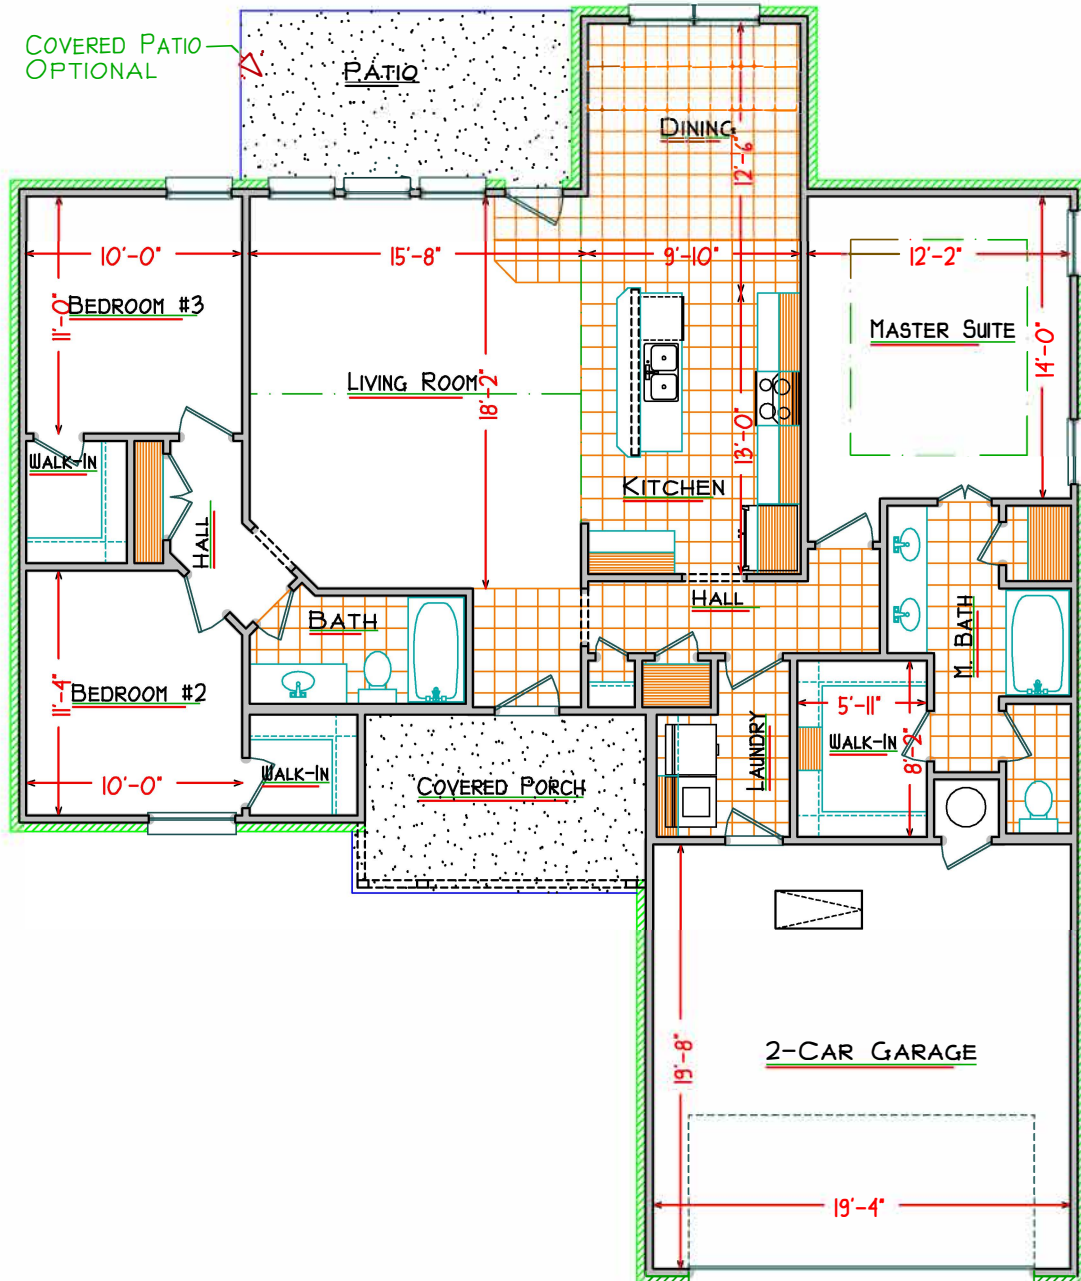 COVERED PATIO
OPTIONAL
PATIO
DINING
12'-6"
10'-0"
15'-8"
9'-10"
12'-2"
11'-0"
BEDROOM #3
MASTER SUITE
14'-0"
LIVING ROOM
18'-2"
13'-0"
WALK-IN
KITCHEN
HALL
HALL
BATH
M. BATH
BEDROOM #2
11'-4"
5'-11"
WALK-IN
8'-2"
LAUNDRY
10'-0"
WALK-IN
COVERED PORCH
2-CAR GARAGE
19'-8"
19'-4"